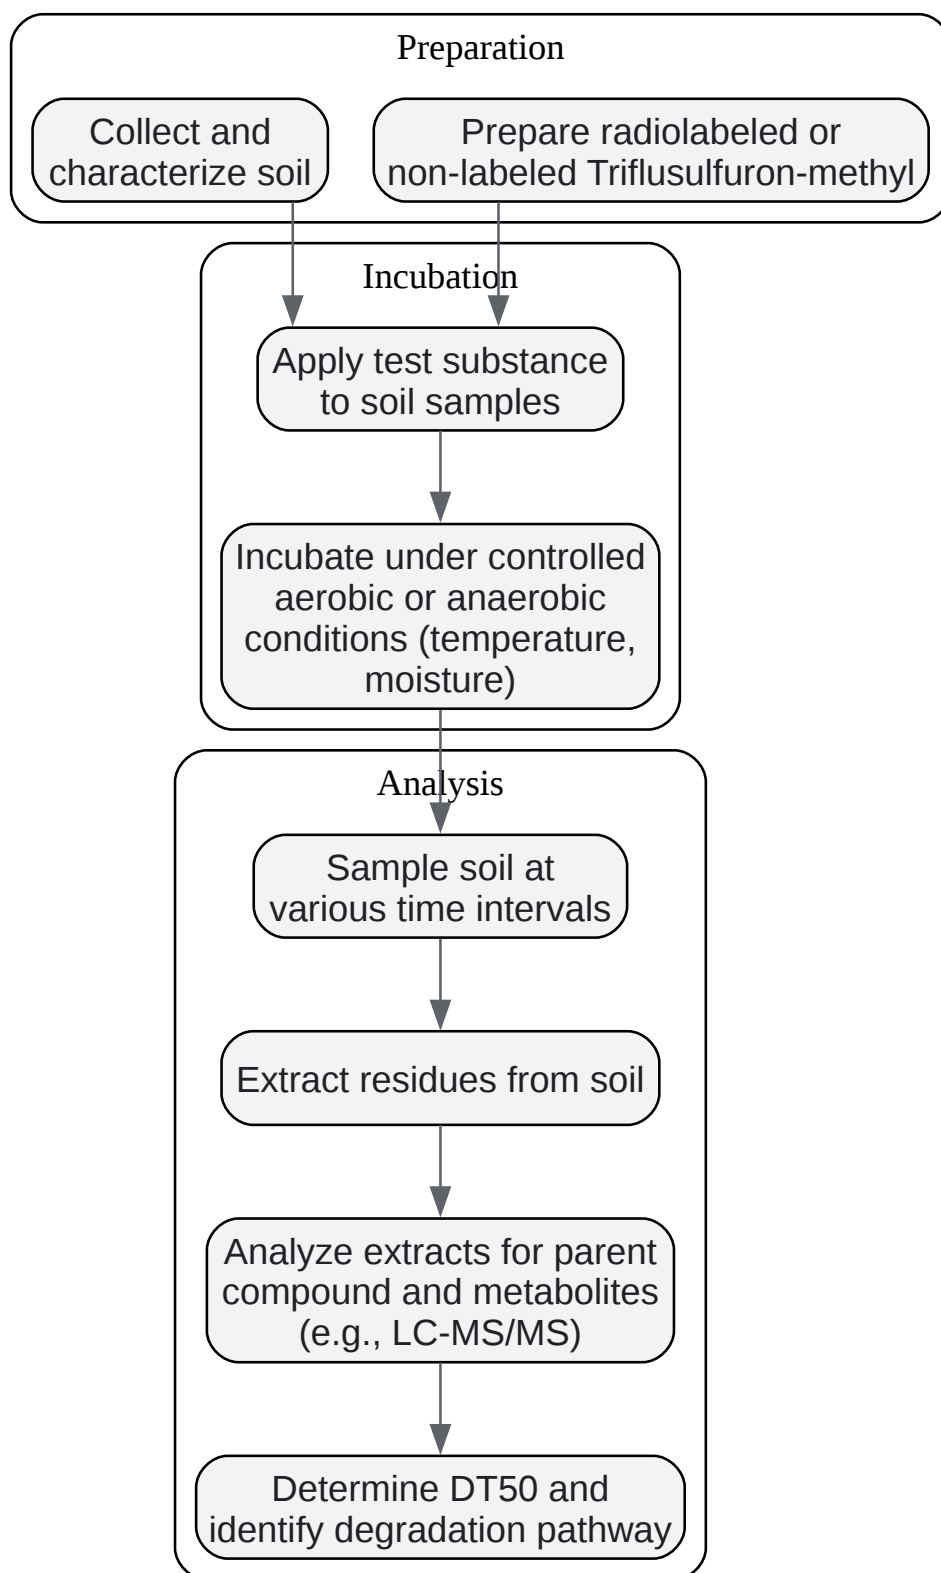 Preparation
Collect and
characterize soil
Prepare radiolabeled or
non-labeled Triflusulfuron-methyl
Incubation
Apply test substance
to soil samples
Incubate under controlled
aerobic or anaerobic
conditions (temperature,
moisture)
Analysis
Sample soil at
various time intervals
Extract residues from soil
Analyze extracts for parent
compound and metabolites
(e.g., LC-MS/MS)
Determine DT50 and
identify degradation pathway